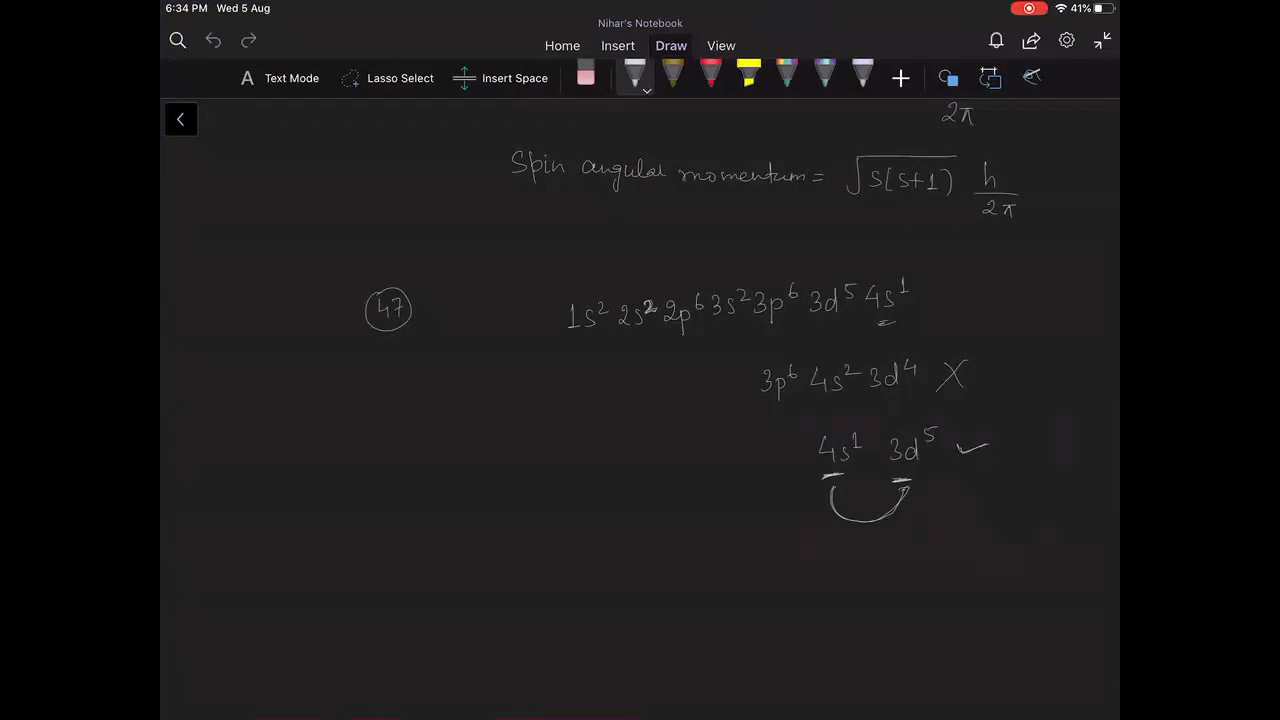 6:34 PM Wed 5 Aug
41%
Nihar's Notebook
Home Insert Draw View
Text Mode Lasso Select Insert Space
2π
Spin angular momentum = √s(s+1) h/2π
47 1s² 2s² 2p⁶ 3s² 3p⁶ 3d⁵ 4s¹
3p⁶ 4s² 3d⁴ X
4s¹ 3d⁵ ✓